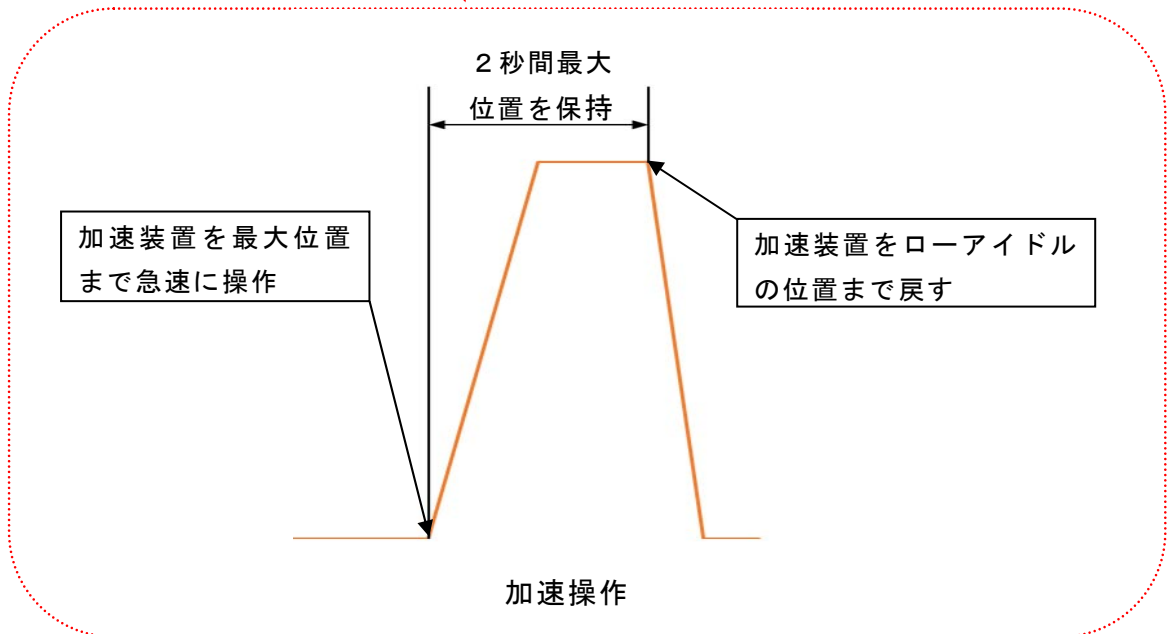 ２秒間最大
位置を保持
加速装置を最大位置
まで急速に操作
加速装置をローアイドル
の位置まで戻す
加速操作